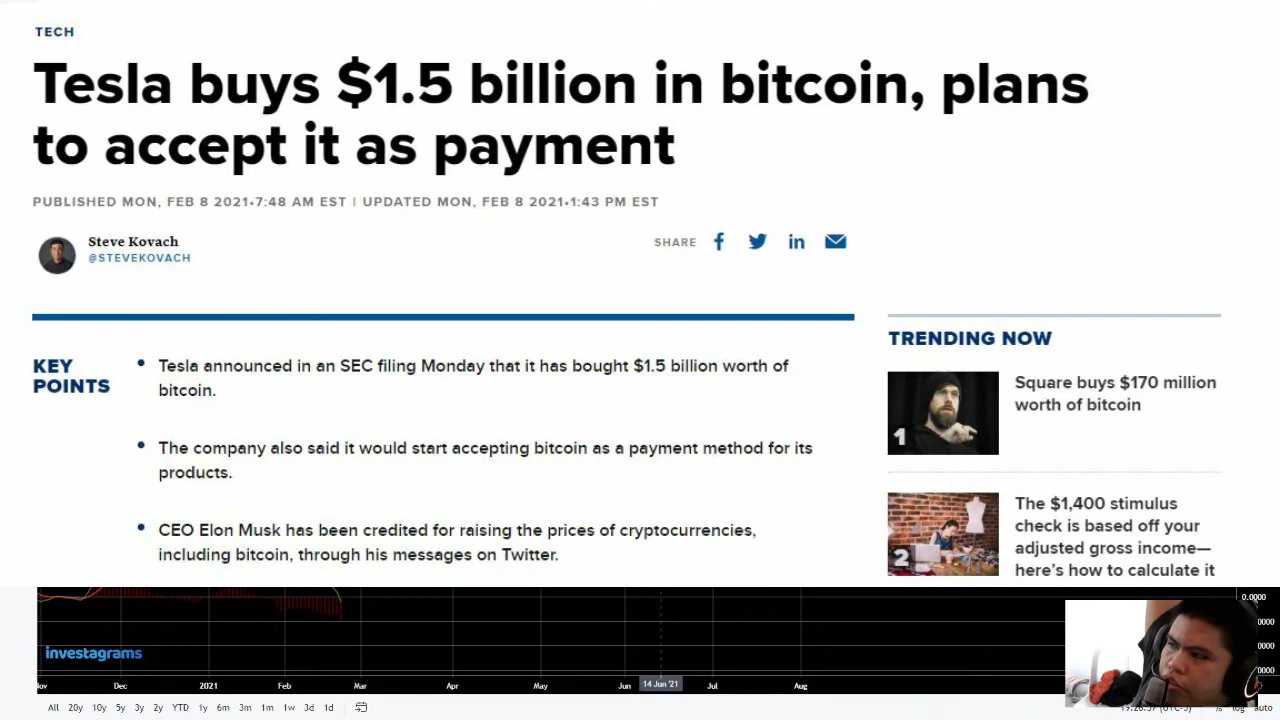 TECH
Tesla buys $1.5 billion in bitcoin, plans
to accept it as payment
PUBLISHED MON, FEB 8 2021•7:48 AM EST | UPDATED MON, FEB 8 2021•1:43 PM EST
Steve Kovach
@STEVEKOVACH
SHARE
KEY
POINTS
Tesla announced in an SEC filing Monday that it has bought $1.5 billion worth of
bitcoin.
The company also said it would start accepting bitcoin as a payment method for its
products.
CEO Elon Musk has been credited for raising the prices of cryptocurrencies,
including bitcoin, through his messages on Twitter.
TRENDING NOW
1
Square buys $170 million
worth of bitcoin
2
The $1,400 stimulus
check is based off your
adjusted gross income—
here's how to calculate it
0.0000
investagrams
Dec 2021 Feb Mar Apr May Jun 14 Jun '21 Jul Aug
All 20y 10y 5y 3y 2y YTD 1y 6m 3m 1m 1w 3d 1d
log auto